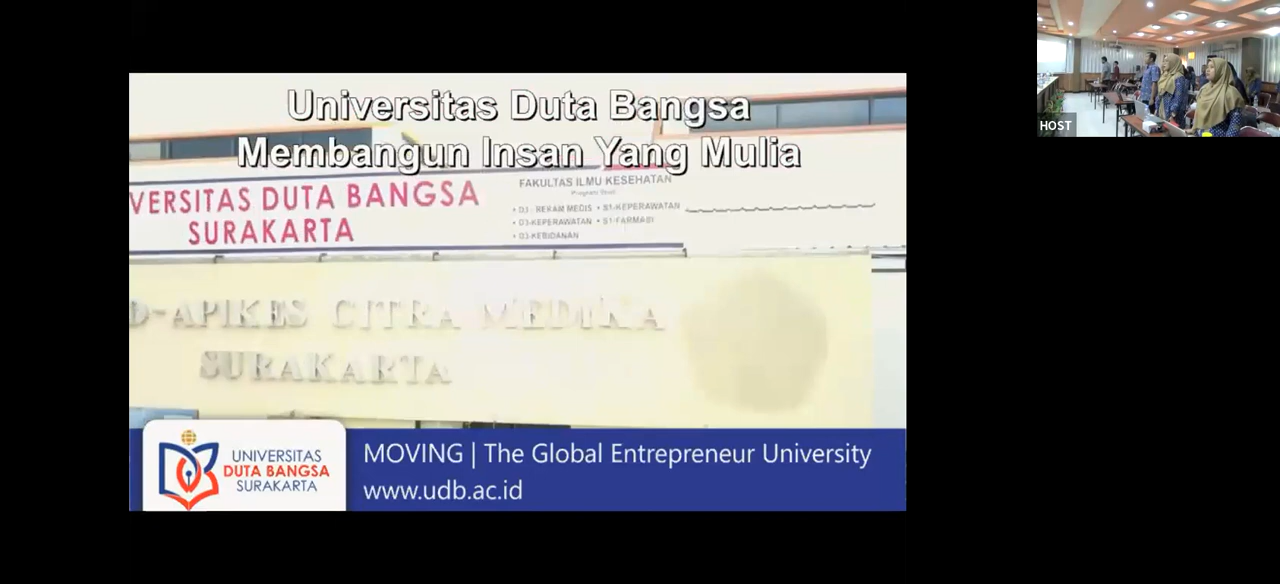 Universitas Duta Bangsa
Membangun Insan Yang Mulia
VERSITAS DUTA BANGSA
SURAKARTA
FAKULTAS ILMU KESEHATAN
Program Studi
• D3 - REKAM MEDIS • S1-KEPERAWATAN
• D3-KEPERAWATAN • S1-FARMASI
• D3-KEBIDANAN
D-APIKES CITRA MEDIKA
SURAKARTA
UNIVERSITAS
DUTA BANGSA
SURAKARTA
MOVING | The Global Entrepreneur University
www.udb.ac.id
HOST